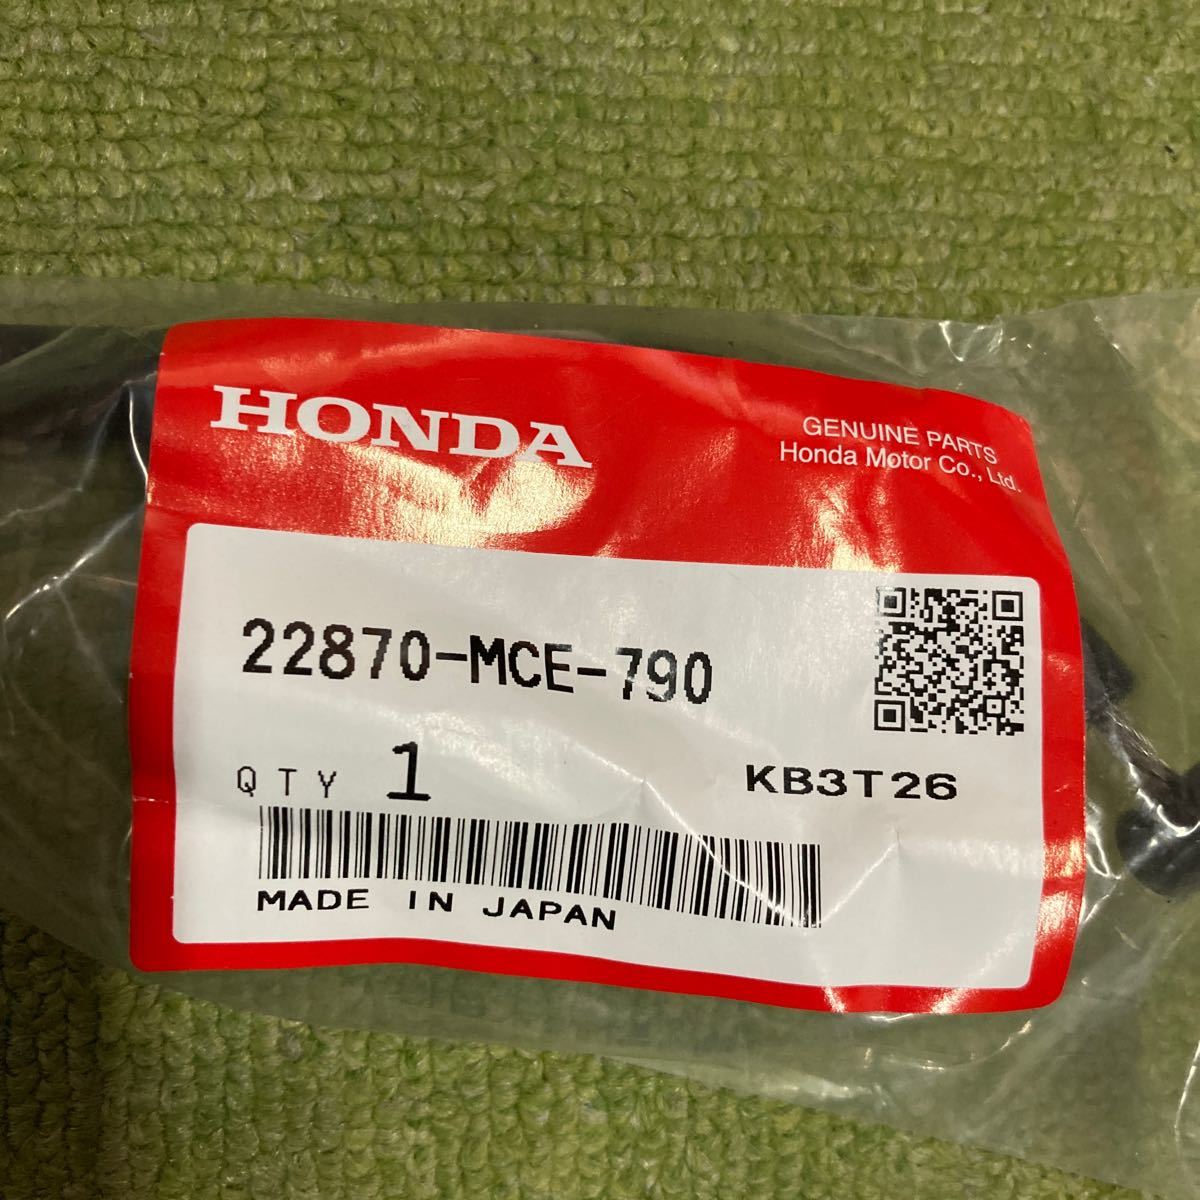 HONDA
GENUINE PARTS
Honda Motor Co., Ltd.
22870-MCE-790
QTY 1
KB3T26
MADE IN JAPAN